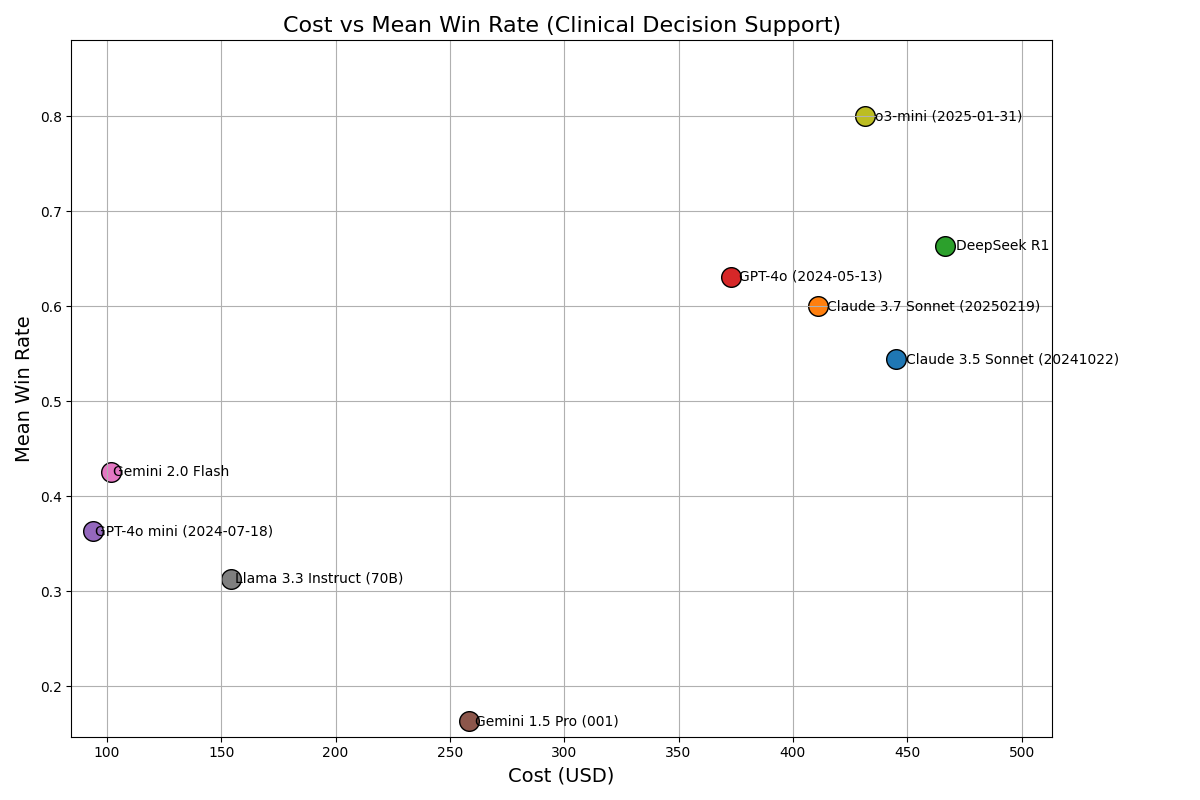 Cost vs Mean Win Rate (Clinical Decision Support)
Mean Win Rate
0.8
0.7
0.6
0.5
0.4
0.3
0.2
o3-mini (2025-01-31)
DeepSeek R1
GPT-4o (2024-05-13)
Claude 3.7 Sonnet (20250219)
Claude 3.5 Sonnet (20241022)
Gemini 2.0 Flash
GPT-4o mini (2024-07-18)
Llama 3.3 Instruct (70B)
Gemini 1.5 Pro (001)
100 150 200 250 300 350 400 450 500
Cost (USD)